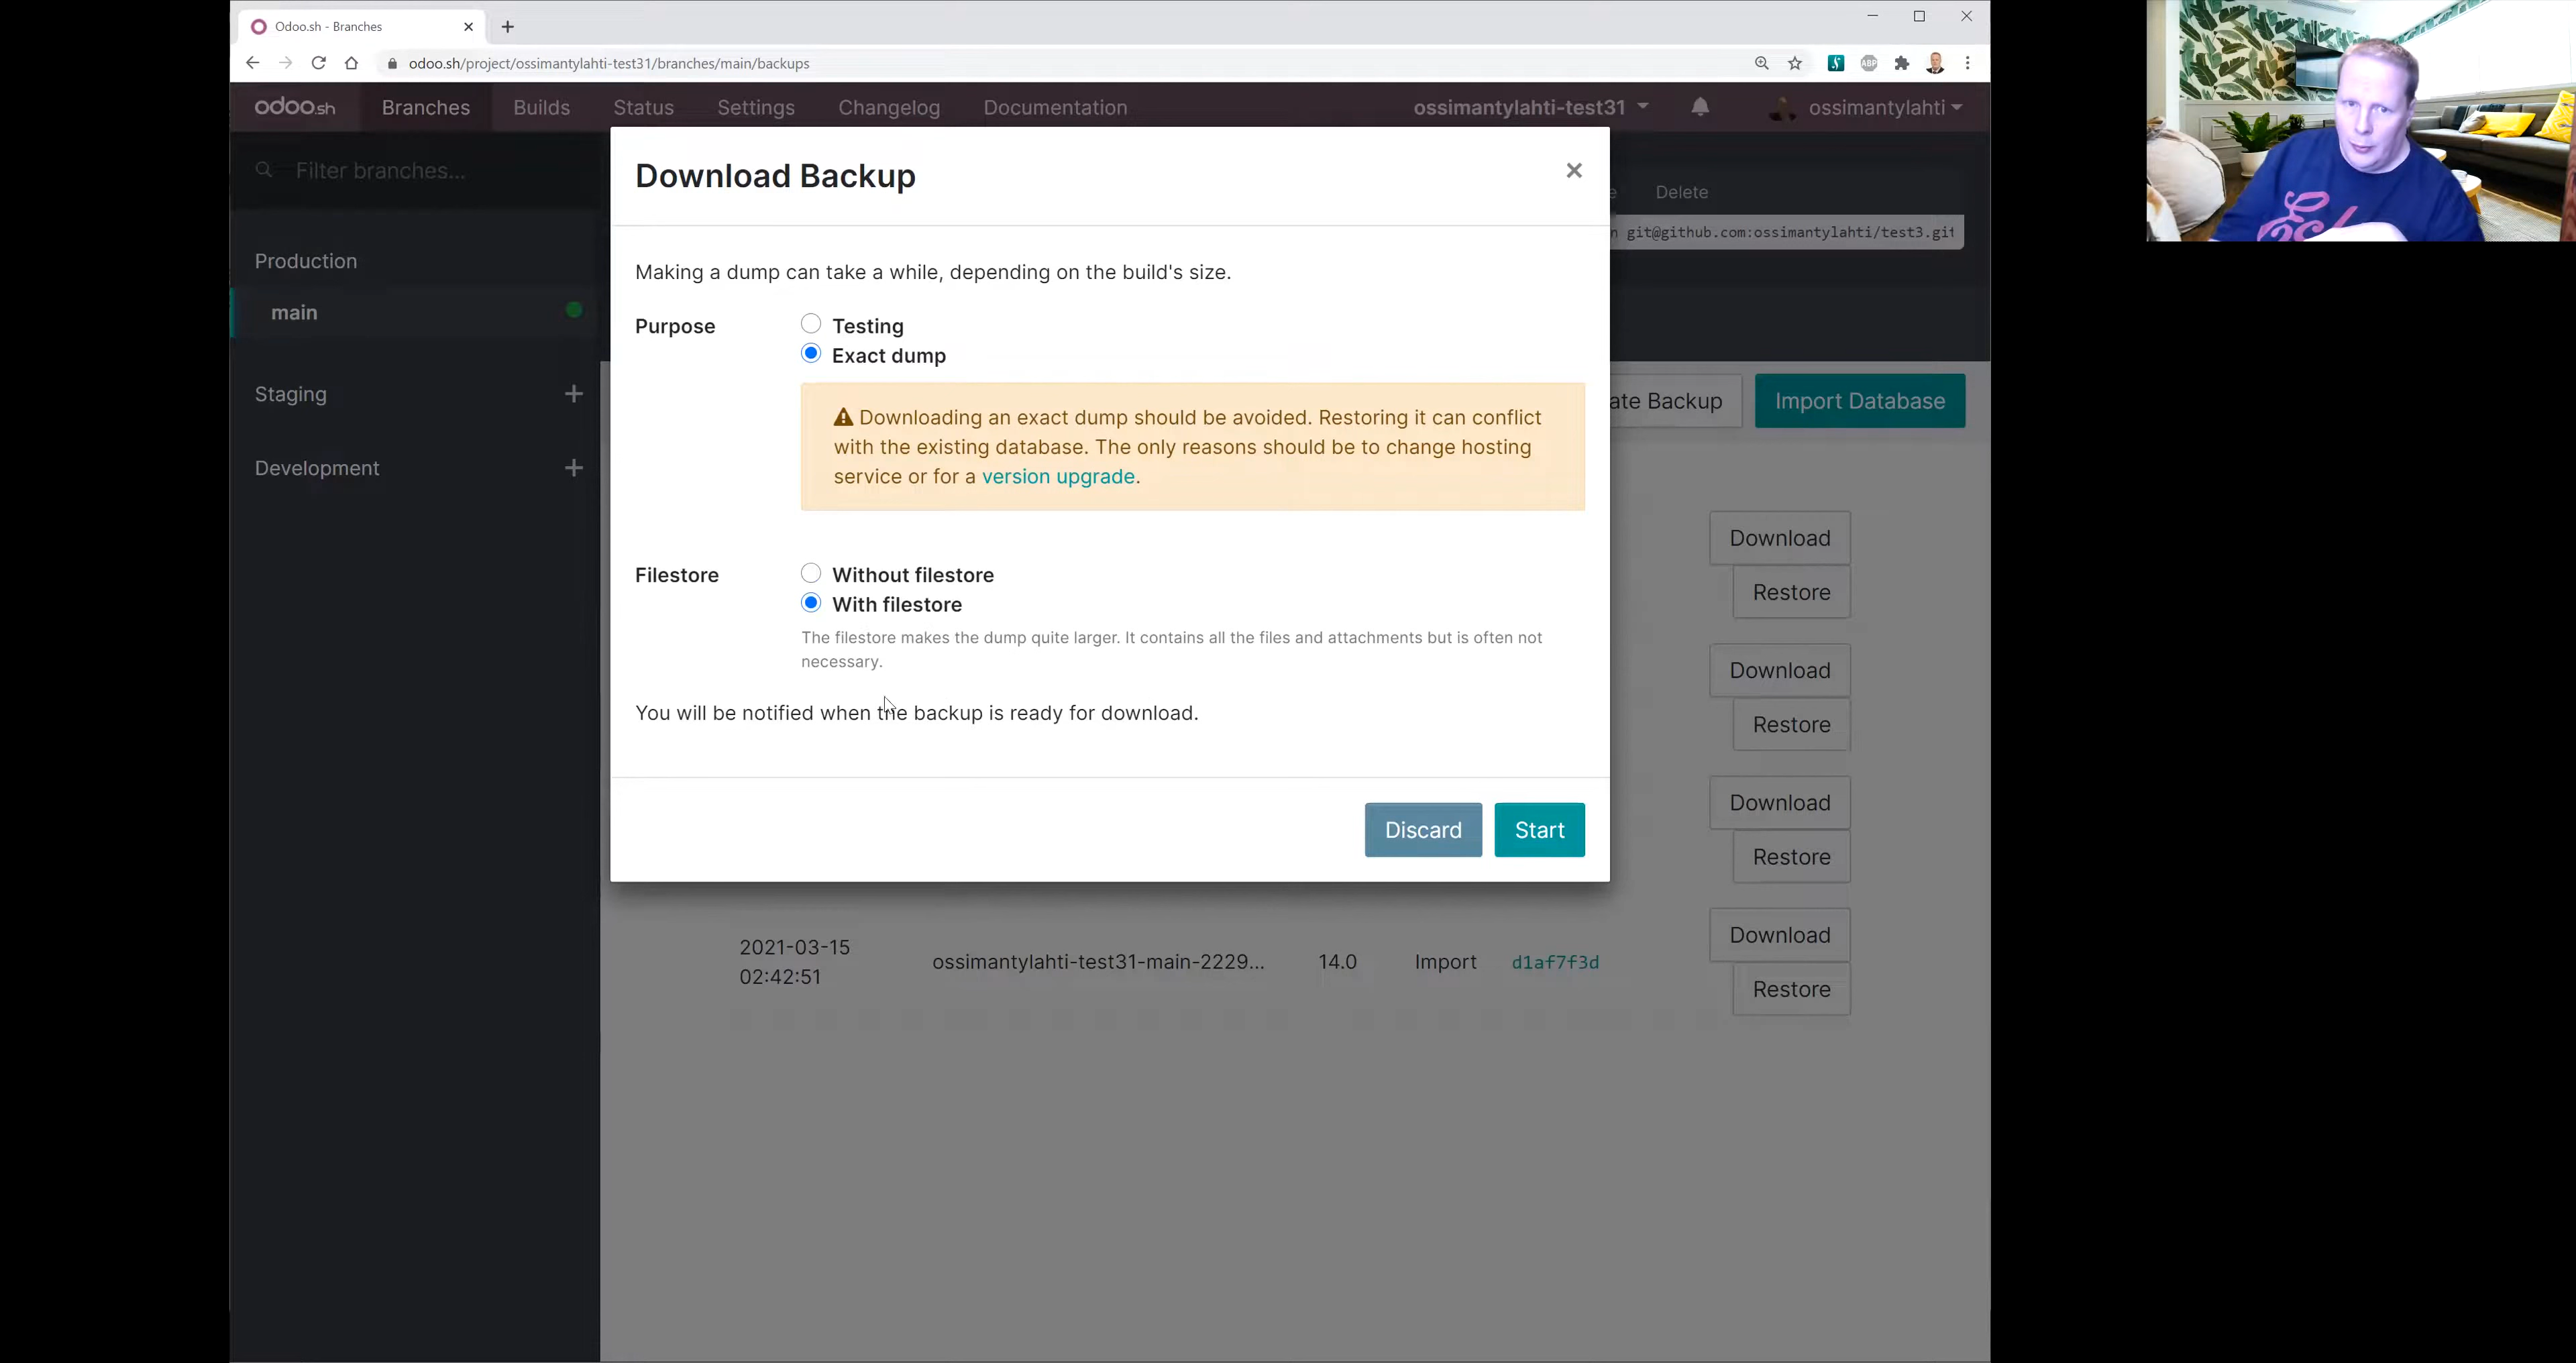 Odoo.sh - Branches
odoo.sh/project/ossimantylahti-test31/branches/main/backups
ABP
odoo.sh Branches Builds Status Settings Changelog Documentation ossimantylahti-test31 ossimantylahti
Filter branches...
Production
main
Staging
Development
Download Backup
Making a dump can take a while, depending on the build's size.
Purpose
Testing
Exact dump
Downloading an exact dump should be avoided. Restoring it can conflict
with the existing database. The only reasons should be to change hosting
service or for a version upgrade.
Filestore
Without filestore
With filestore
The filestore makes the dump quite larger. It contains all the files and attachments but is often not
necessary.
You will be notified when the backup is ready for download.
Discard Start
Delete
git@github.com:ossimantylahti/test3.git
ate Backup Import Database
Download
Restore
Download
Restore
Download
Restore
2021-03-15
02:42:51
ossimantylahti-test31-main-2229... 14.0 Import d1af7f3d
Download
Restore